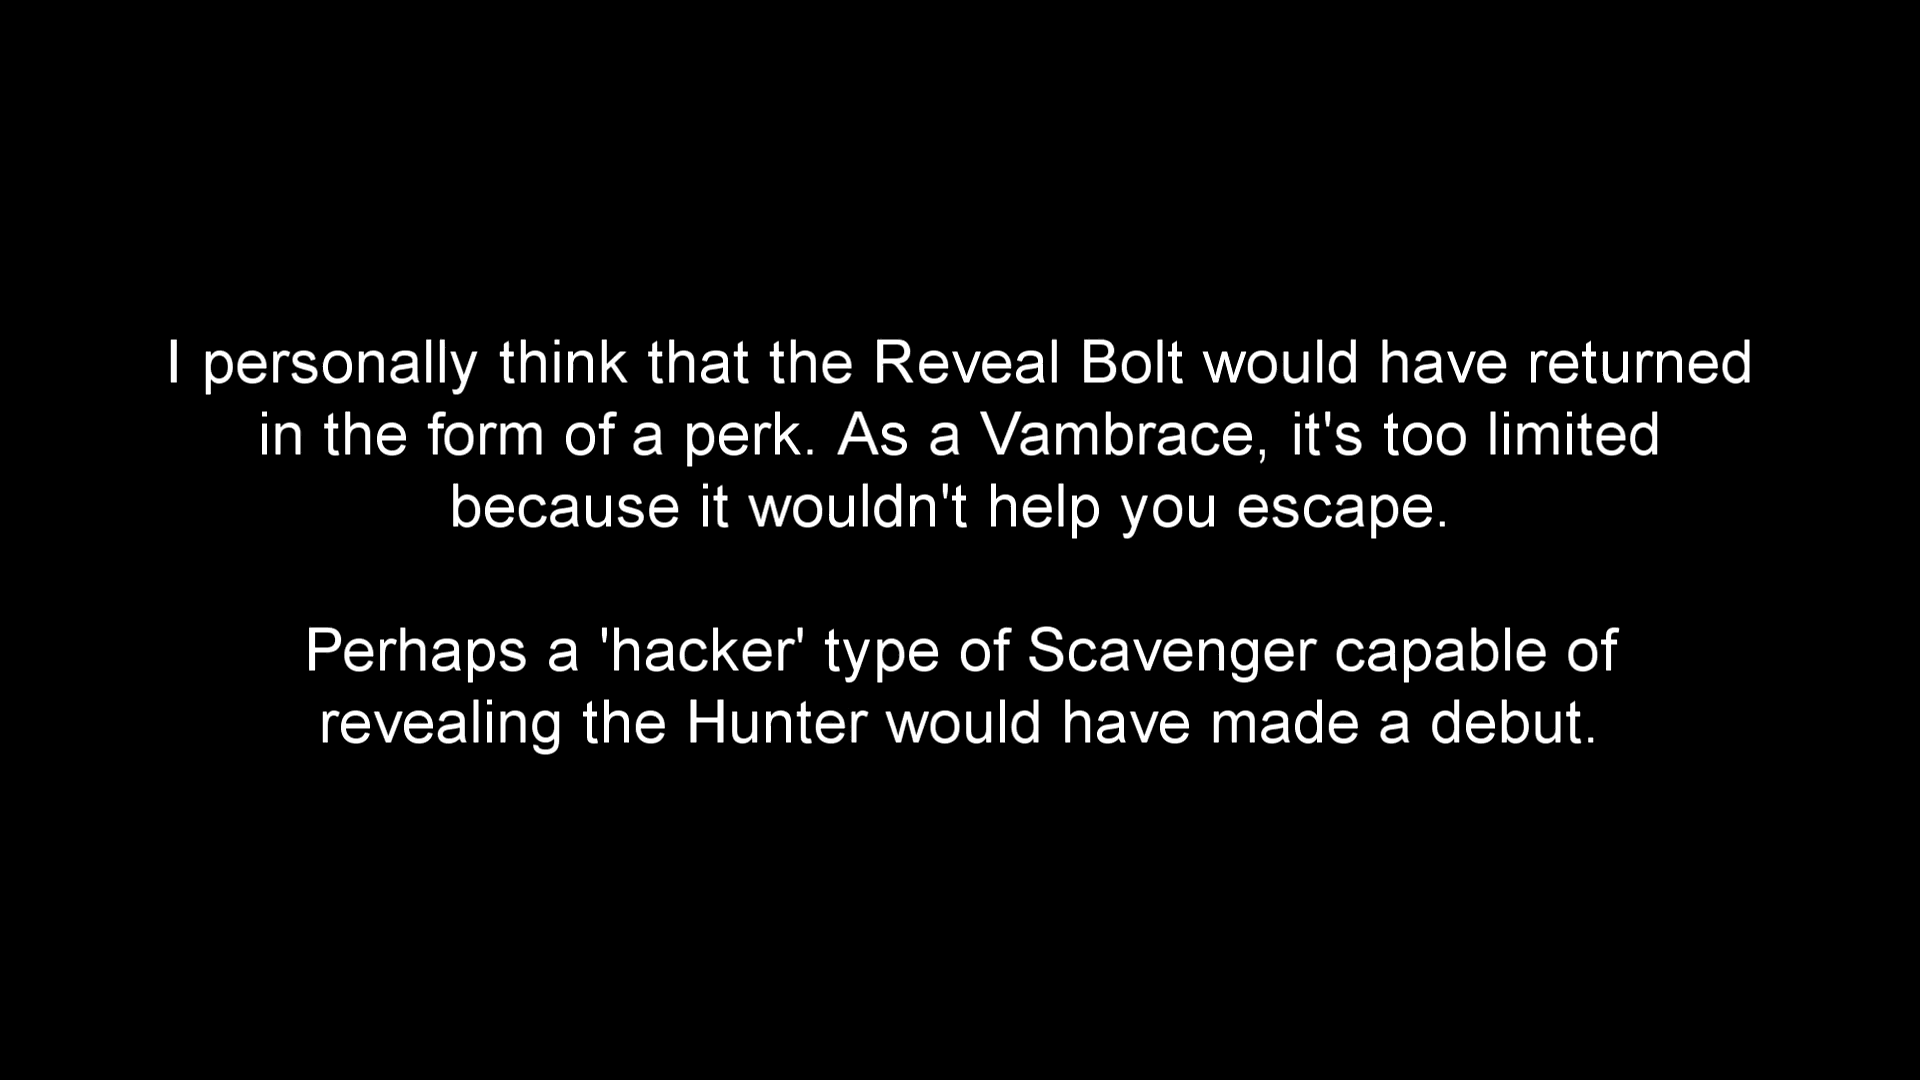 I personally think that the Reveal Bolt would have returned
in the form of a perk. As a Vambrace, it's too limited
because it wouldn't help you escape.
Perhaps a 'hacker' type of Scavenger capable of
revealing the Hunter would have made a debut.